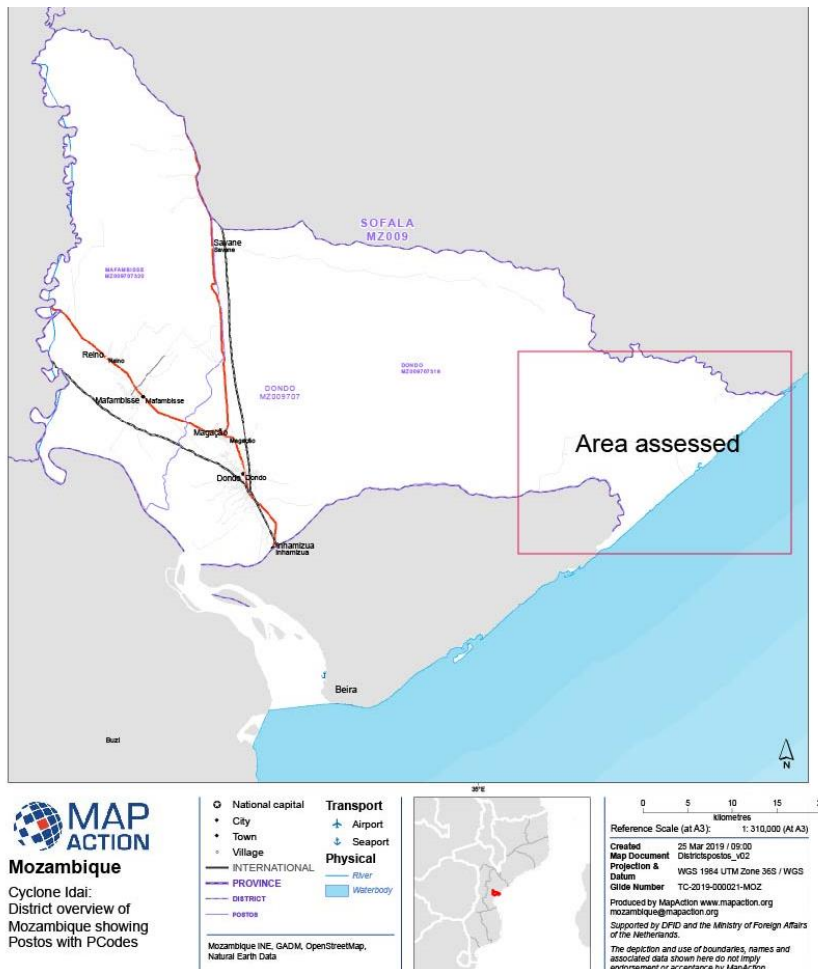 SOFALA
MZ009
Savane
Savane
MAFAMBISSE
MZ009707320
Reino
Reino
DONDO
MZ009707
DONDO
Mafambisse
Mafambisse
Area assessed
Magação
Magação
Dondo
Dondo
Inhamizua
Inhamizua
Beira
Buzi
N
35°E
MAP
ACTION
Mozambique
Cyclone Idai:
District overview of
Mozambique showing
Postos with PCodes
National capital
City
Town
Village
INTERNATIONAL
PROVINCE
DISTRICT
POSTOS
Transport
Airport
Seaport
Physical
River
Waterbody
Mozambique INE, GADM, OpenStreetMap,
Natural Earth Data
0 5 10 15
kilometres
Reference Scale (at A3): 1: 310,000 (At A3)
Created 25 Mar 2019 / 09:00
Map Document Districtspostos_v02
Projection & Datum WGS 1984 UTM Zone 36S / WGS
Glide Number TC-2019-000021-MOZ
Produced by MapAction www.mapaction.org
mozambique@mapaction.org
Supported by DFID and the Ministry of Foreign Affairs
of the Netherlands.
The depiction and use of boundaries, names and
associated data shown here do not imply
endorsement or acceptance by MapAction.